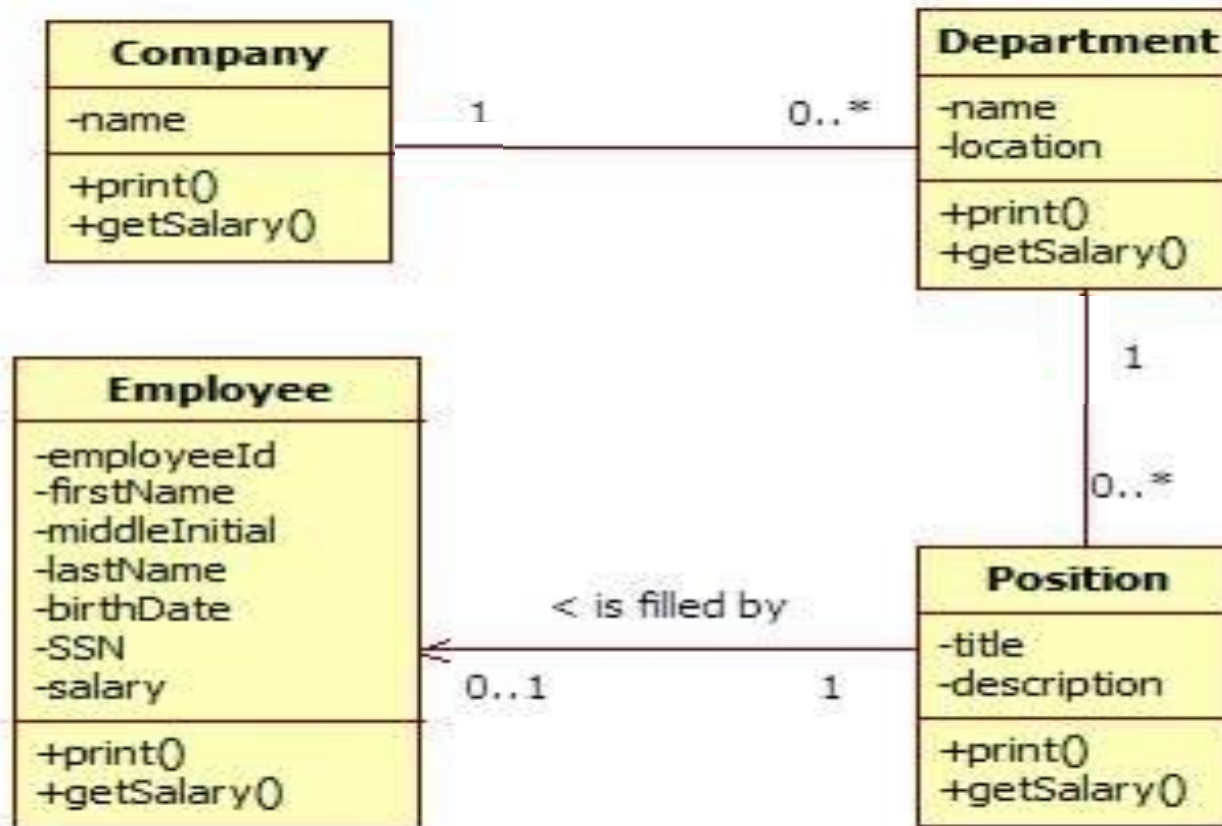 Company
-name
+print()
+getSalary()
1
0..*
Department
-name
-location
+print()
+getSalary()
1
0..*
Employee
-employeeId
-firstName
-middleInitial
-lastName
-birthDate
-SSN
-salary
+print()
+getSalary()
< is filled by
0..1
1
Position
-title
-description
+print()
+getSalary()